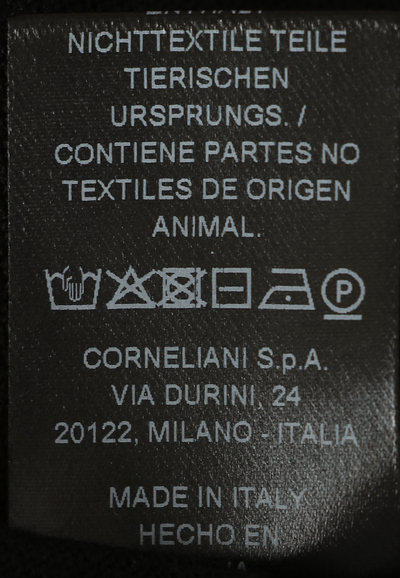 NICHTTEXTILE TEILE
TIERISCHEN
URSPRUNGS. /
CONTIENE PARTES NO
TEXTILES DE ORIGEN
ANIMAL.
P
CORNELIANI S.p.A.
VIA DURINI, 24
20122, MILANO - ITALIA
MADE IN ITALY
HECHO EN